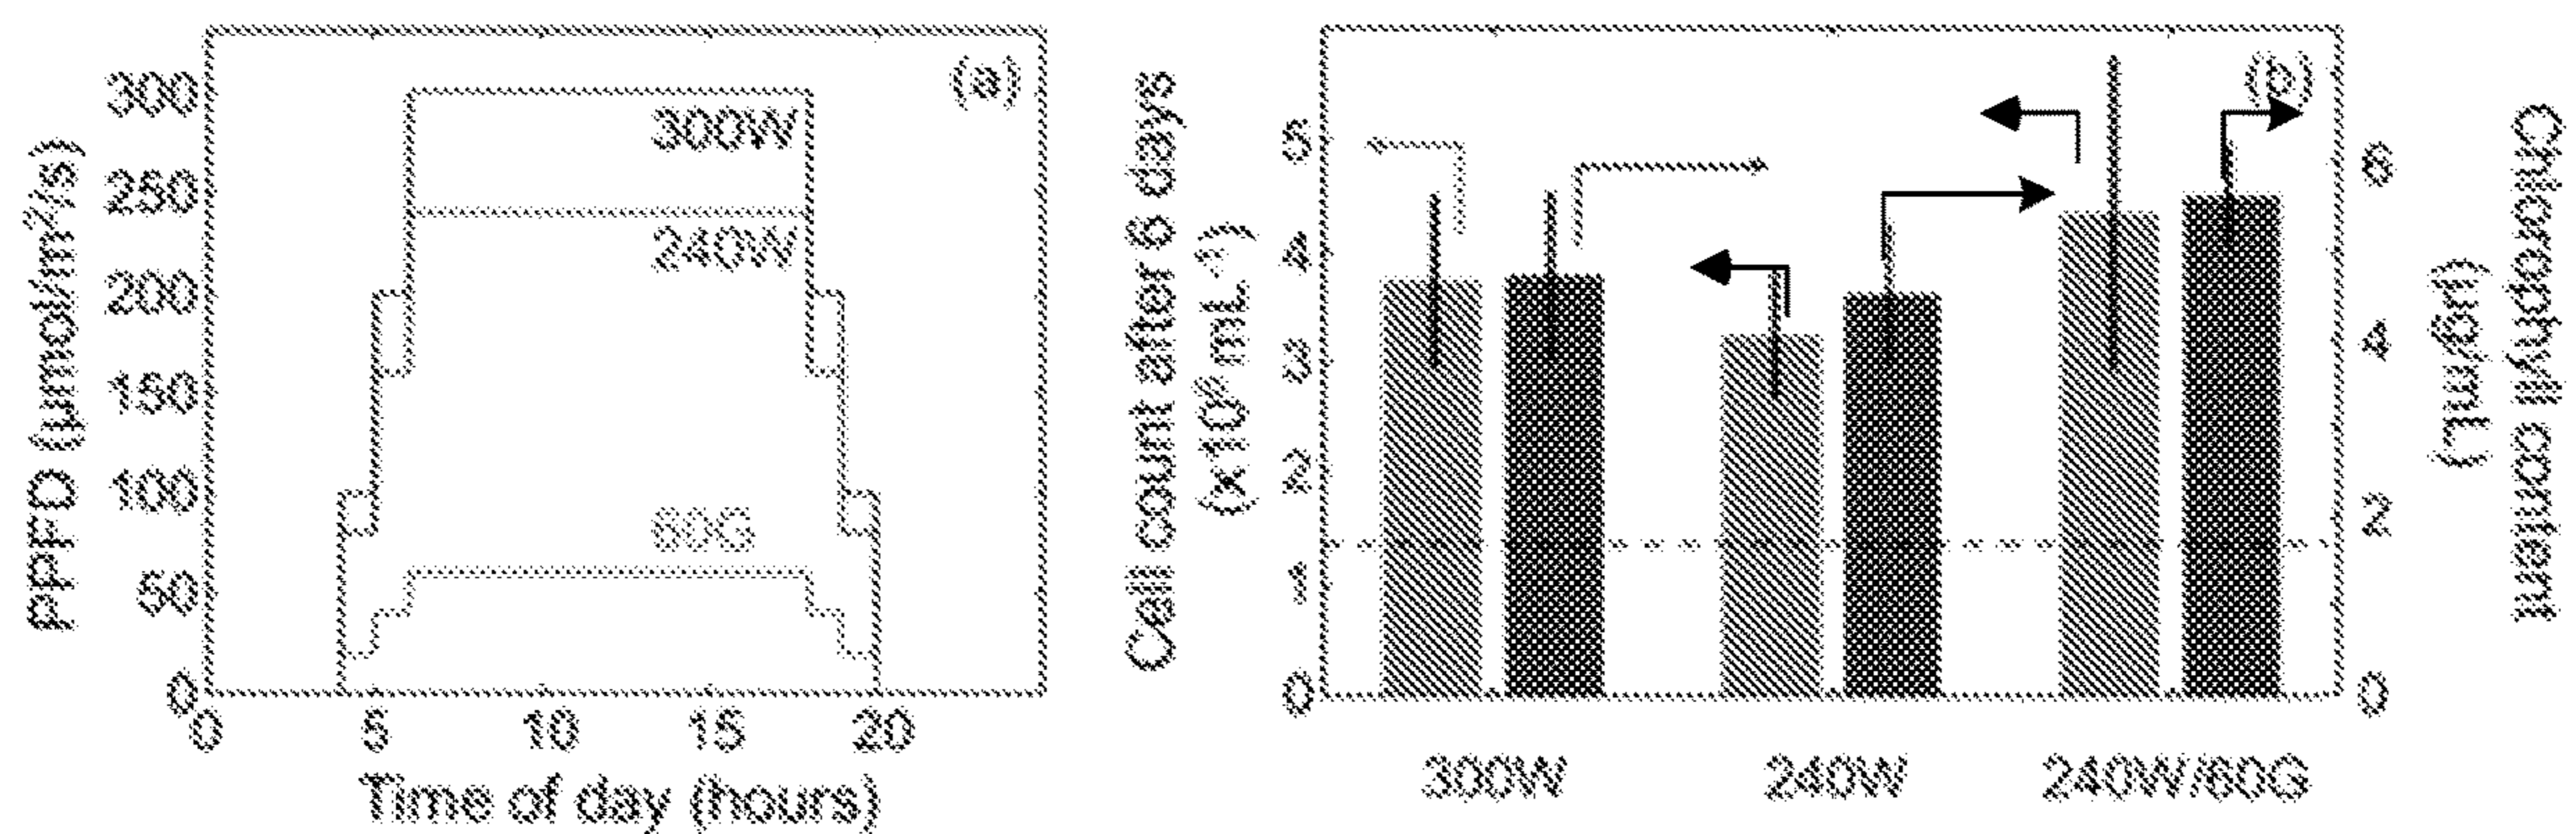 (a)
300
250
200
150
100
50
0
PPFD (μmol/m²/s)
300W
240W
60G
0
5
10
15
20
Time of day (hours)
(b)
Cell count after 6 days
(x10⁶ mL⁻¹)
5
4
3
2
1
0
300W
240W
240W/60G
6
4
2
0
Chlorophyll content
(μg/mL)